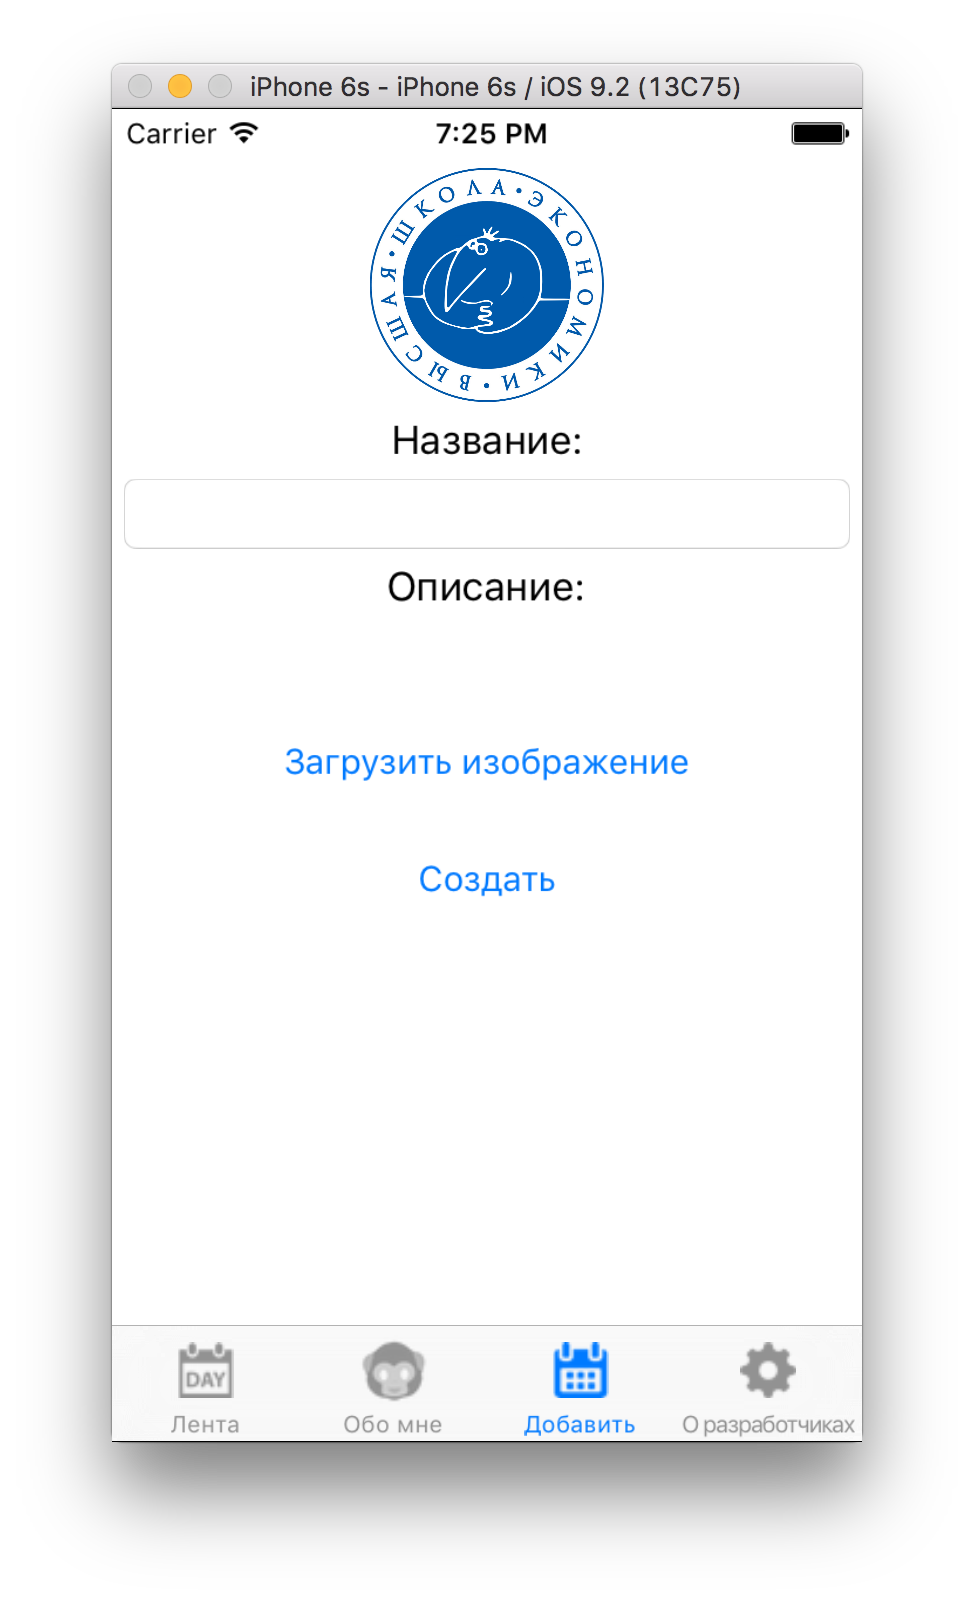 iPhone 6s - iPhone 6s / iOS 9.2 (13C75)
Carrier 7:25 PM
ВЫСШАЯ • ШКОЛА • ЭКОНОМИКИ •
Название:
Описание:
Загрузить изображение
Создать
DAY
Лента Обо мне Добавить О разработчиках